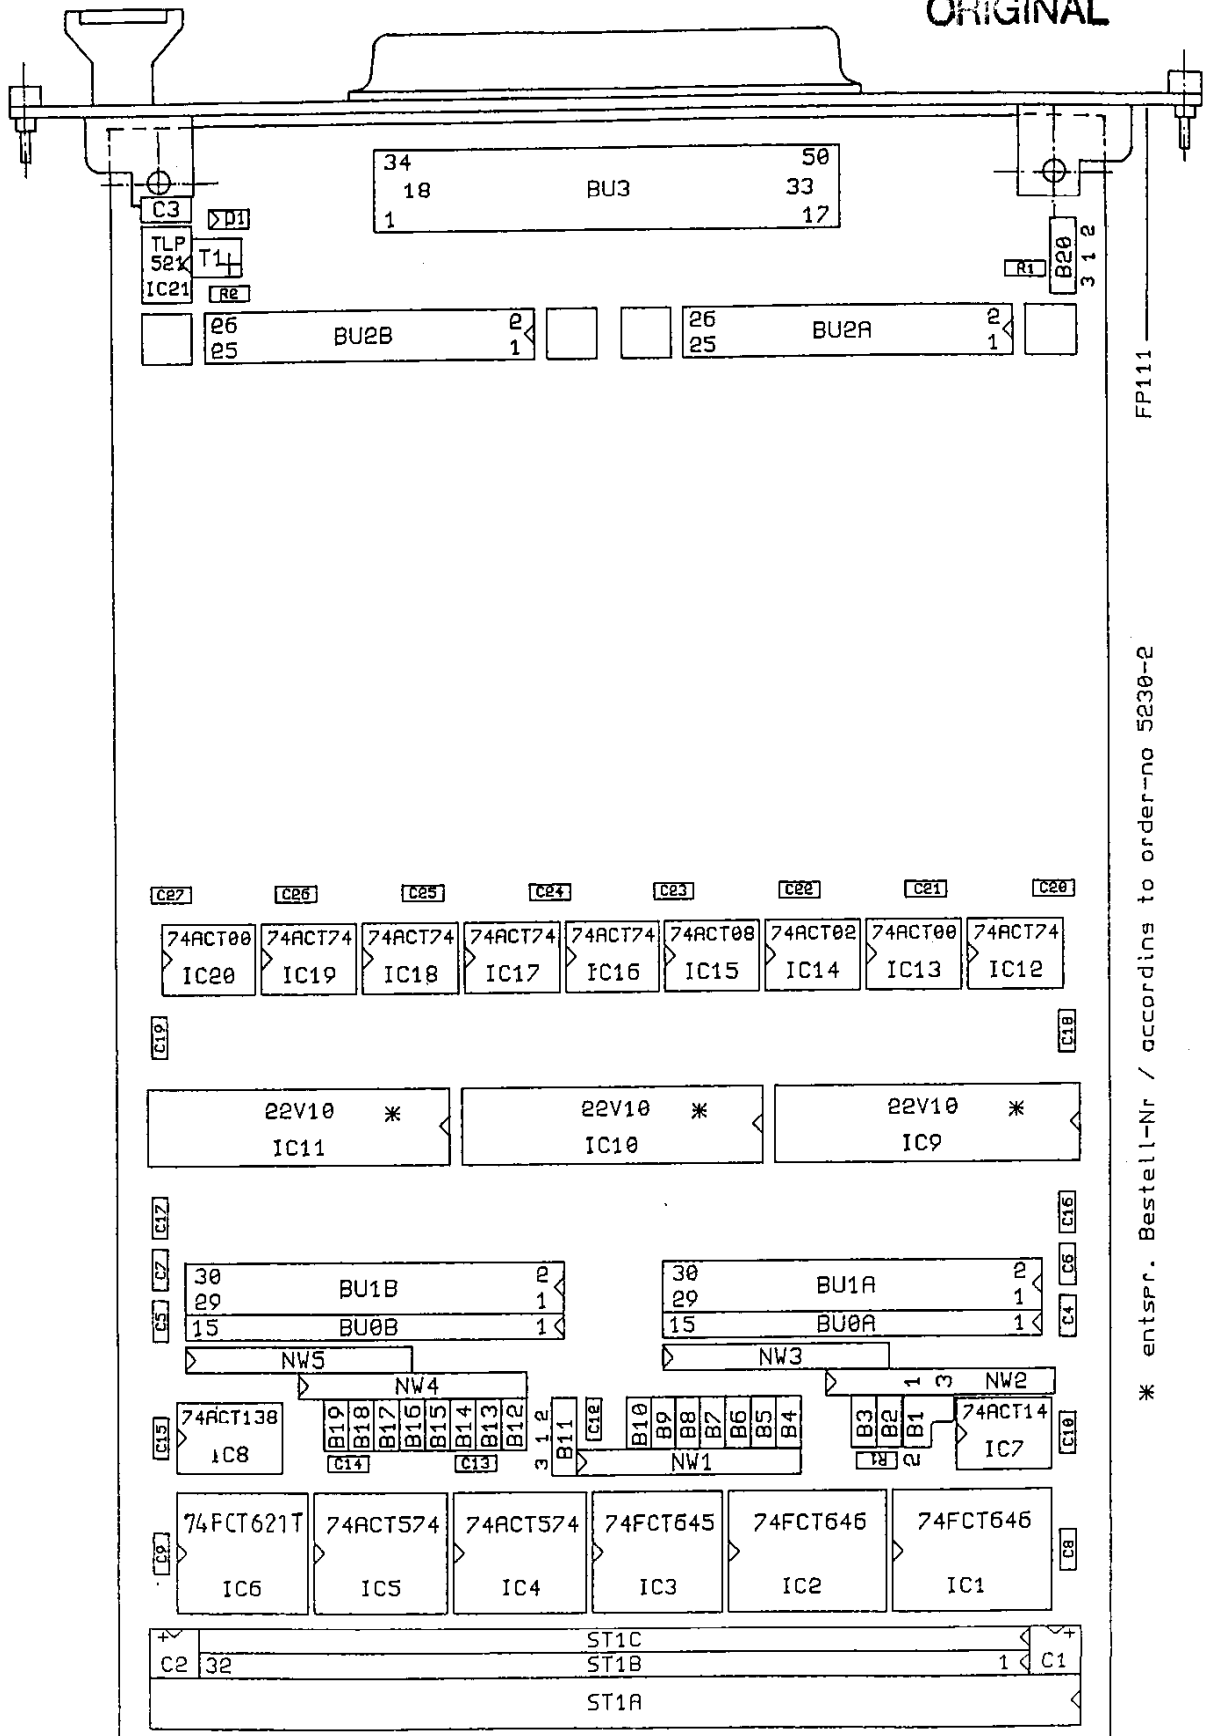 ORIGINAL
34 50
18 BU3 33
1 17
C3
D1
TLP
521
T1
IC21
R2
R1
B20
3 1 2
26 2
BU2B
25 1
26 2
BU2A
25 1
FP111
* entspr. Bestell-Nr / according to order-no 5230-2
C27 C26 C25 C24 C23 C22 C21 C20
74ACT00 74ACT74 74ACT74 74ACT74 74ACT74 74ACT08 74ACT02 74ACT00 74ACT74
IC20 IC19 IC18 IC17 IC16 IC15 IC14 IC13 IC12
C19 C18
22V10 * 22V10 * 22V10 *
IC11 IC10 IC9
C17 C16
C7 C6
30 2 30 2
BU1B BU1A
29 1 29 1
C5 C4
15 BU0B 1 15 BU0A 1
NW5 NW3
NW4 1 3 NW2
B19 B18 B17 B16 B15 B14 B13 B12
3 1 2
B11
C12
B10 B9 B8 B7 B6 B5 B4
B3 B2 B1
74ACT138
IC8
C15
74ACT14
IC7
C10
C14 C13
NW1
R1 2
74FCT621T 74ACT574 74ACT574 74FCT645 74FCT646 74FCT646
C9 C8
IC6 IC5 IC4 IC3 IC2 IC1
+ ST1C +
C2 32 ST1B 1 C1
ST1A